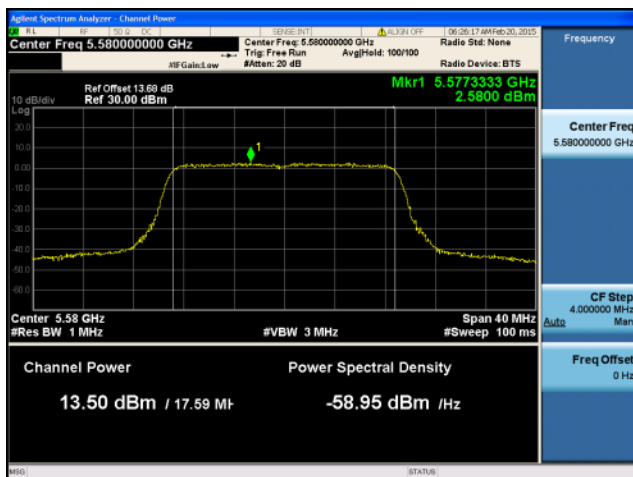 Agilent Spectrum Analyzer - Channel Power
RL RF 50 Ω DC SENSE:INT ALIGN OFF 06:26:17 AM Feb 20, 2015
Center Freq 5.580000000 GHz
Center Freq: 5.580000000 GHz Radio Std: None
Trig: Free Run Avg|Hold: 100/100
#IFGain:Low #Atten: 20 dB Radio Device: BTS
Mkr1 5.5773333 GHz
2.5800 dBm
Ref Offset 13.68 dB
10 dB/div Ref 30.00 dBm
Log
20.0
10.0
0.00
-10.0
-20.0
-30.0
-40.0
-50.0
-60.0
1
Center 5.58 GHz Span 40 MHz
#Res BW 1 MHz #VBW 3 MHz #Sweep 100 ms
Channel Power Power Spectral Density
13.50 dBm / 17.59 MH -58.95 dBm /Hz
MSG STATUS
Frequency
Center Freq
5.580000000 GHz
CF Step
4.000000 MHz
Auto Man
Freq Offset
0 Hz